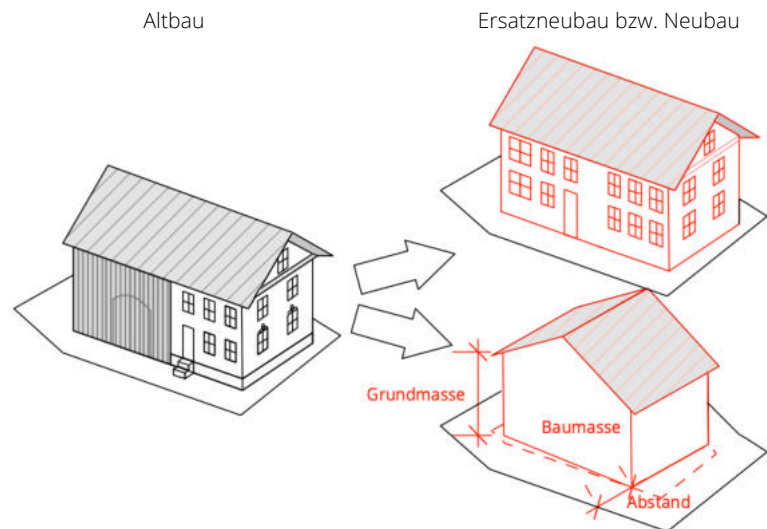 Altbau
Ersatzneubau bzw. Neubau
Grundmasse
Baumasse
Abstand